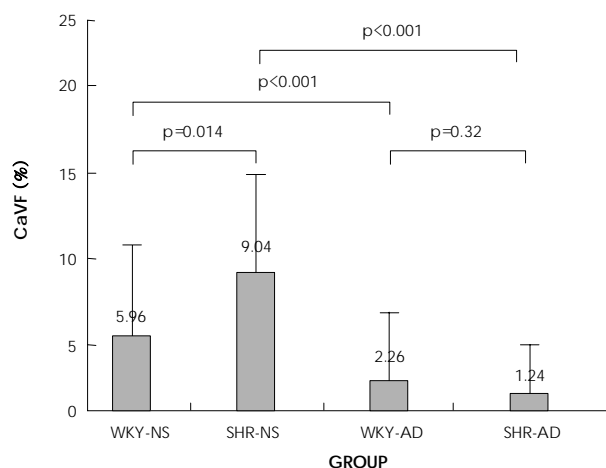 25
p<0.001
20
p<0.001
p=0.014
p=0.32
15
CaVF (%)
9.04
10
5.96
5
2.26
1.24
0
WKY-NS SHR-NS WKY-AD SHR-AD
GROUP